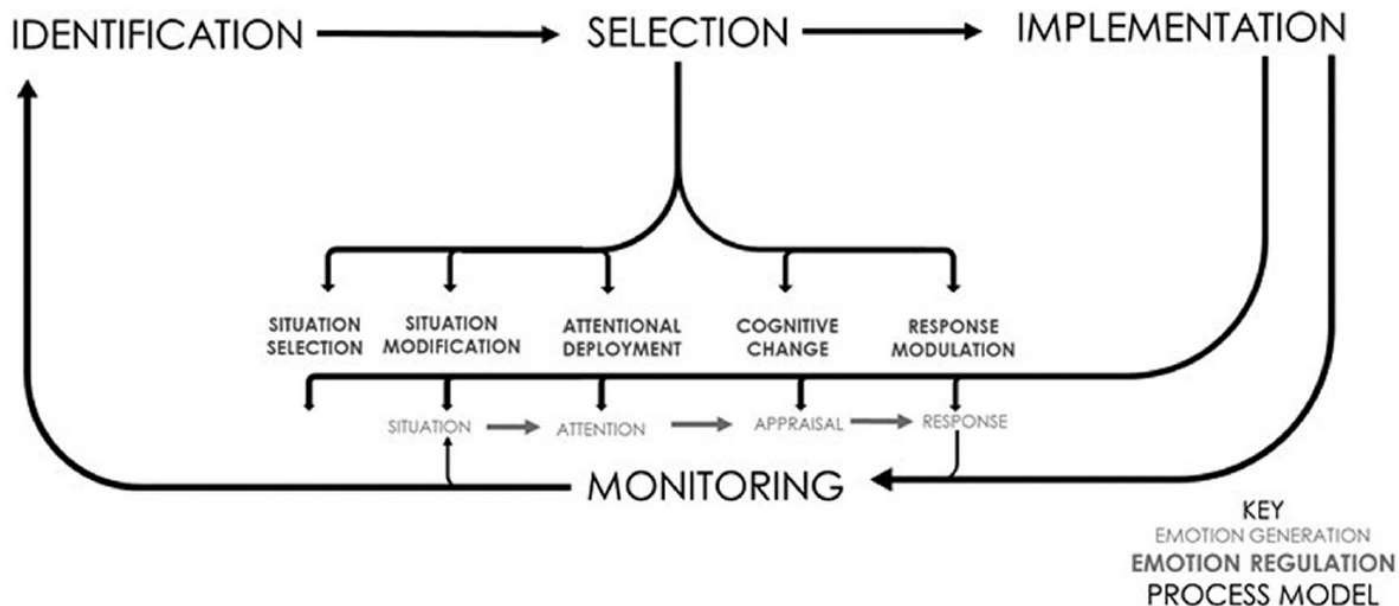 IDENTIFICATION SELECTION IMPLEMENTATION
SITUATION SELECTION
SITUATION MODIFICATION
ATTENTIONAL DEPLOYMENT
COGNITIVE CHANGE
RESPONSE MODULATION
SITUATION ATTENTION APPRAISAL RESPONSE
MONITORING
KEY
EMOTION GENERATION
EMOTION REGULATION
PROCESS MODEL